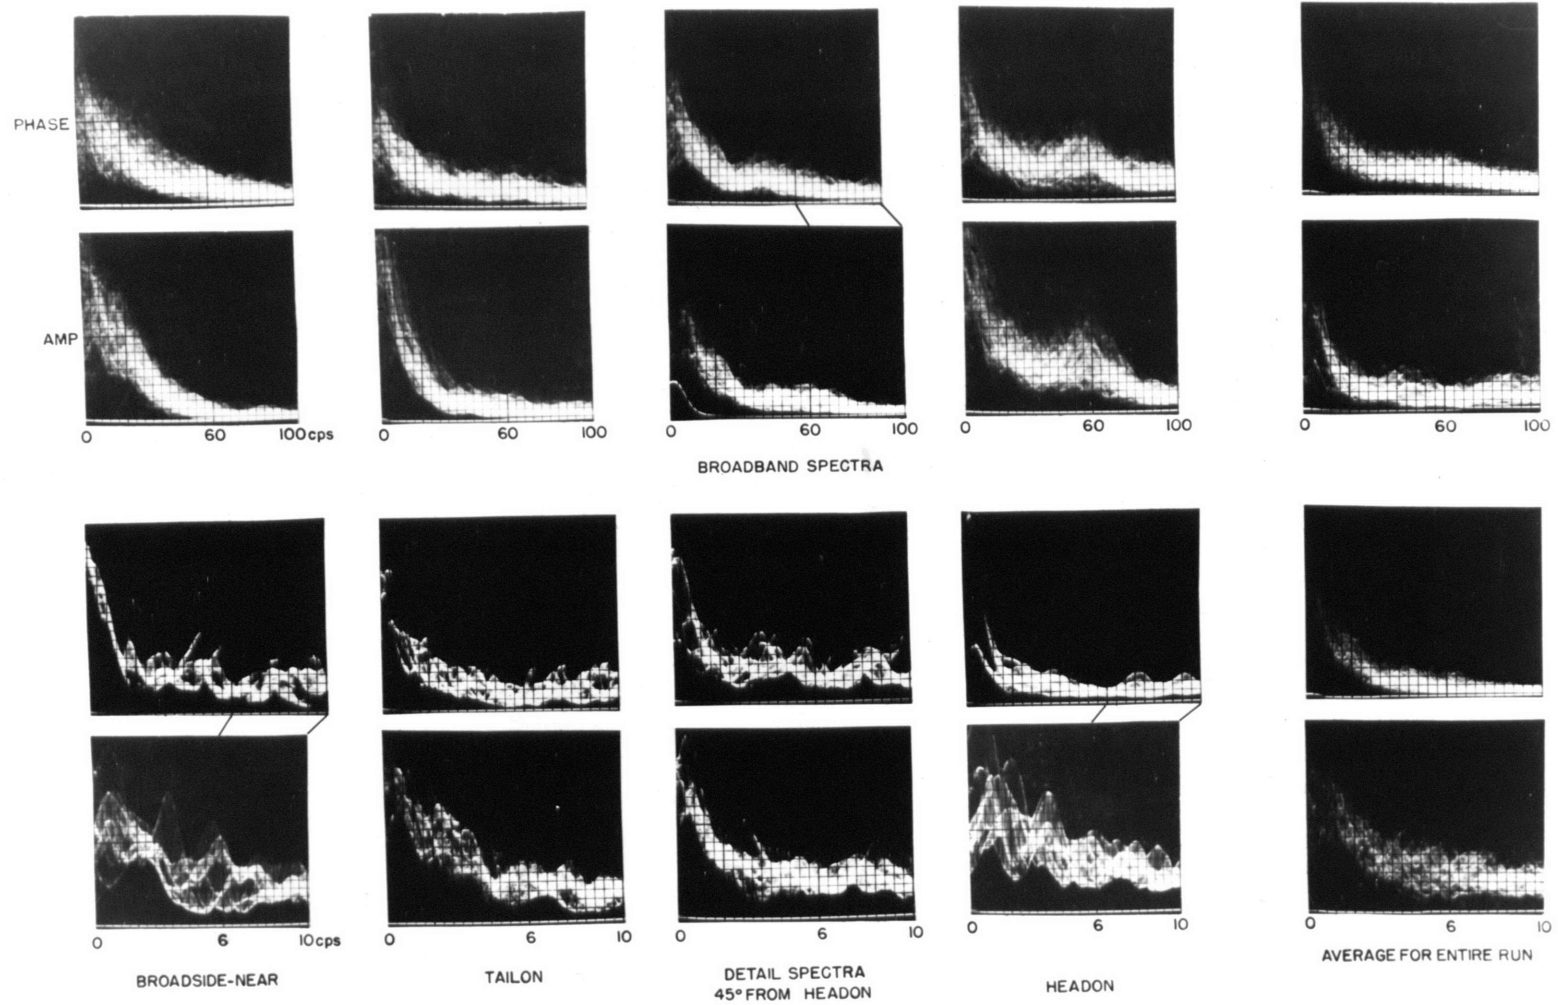 PHASE
AMP
0 60 100cps
0 60 100
0 60 100
0 60 100
0 60 100
BROADBAND SPECTRA
0 6 10cps
0 6 10
0 6 10
0 6 10
0 6 10
BROADSIDE-NEAR
TAILON
DETAIL SPECTRA
45° FROM HEADON
HEADON
AVERAGE FOR ENTIRE RUN